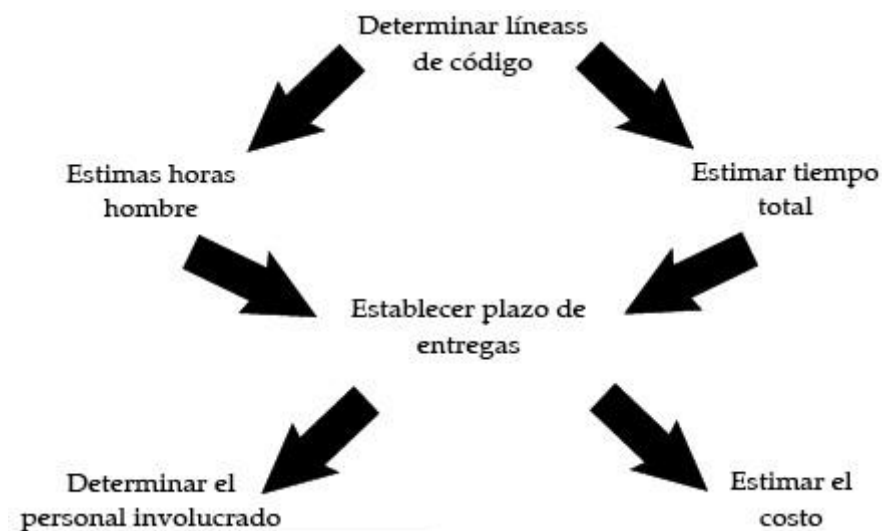 Determinar líneass
de código
Estimas horas
hombre
Estimar tiempo
total
Establecer plazo de
entregas
Determinar el
personal involucrado
Estimar el
costo